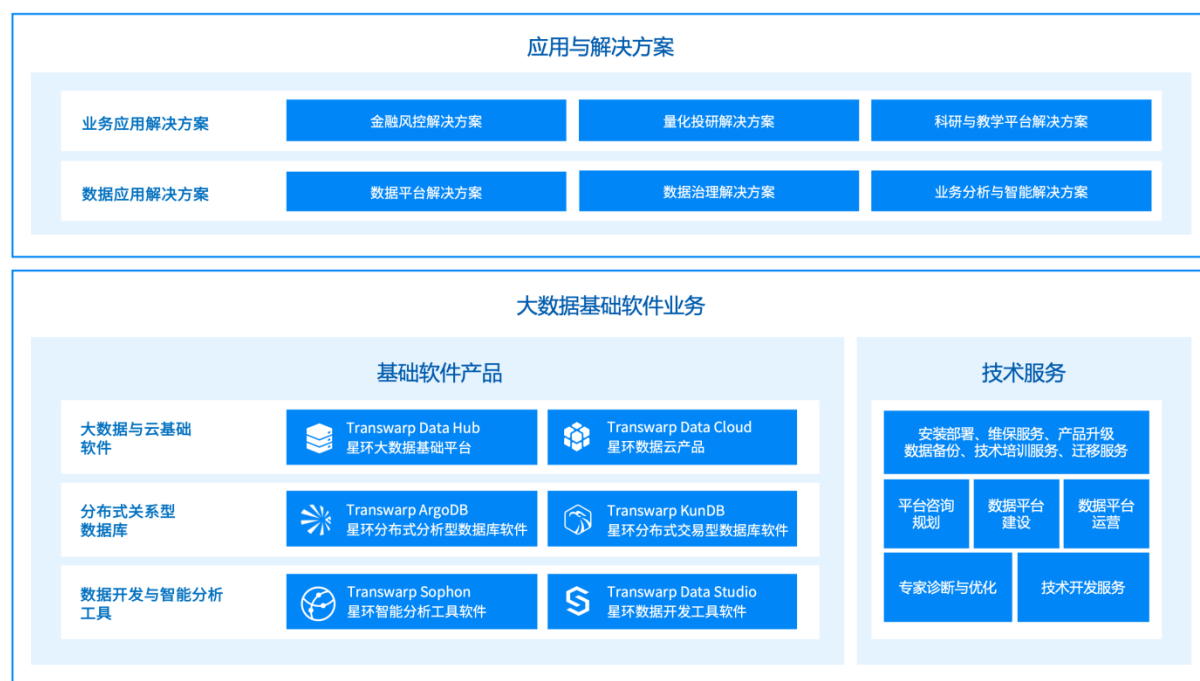 应用与解决方案
业务应用解决方案
金融风控解决方案
量化投研解决方案
科研与教学平台解决方案
数据应用解决方案
数据平台解决方案
数据治理解决方案
业务分析与智能解决方案
大数据基础软件业务
基础软件产品
大数据与云基础
软件
Transwarp Data Hub
星环大数据基础平台
Transwarp Data Cloud
星环数据云产品
分布式关系型
数据库
Transwarp ArgoDB
星环分布式分析型数据库软件
Transwarp KunDB
星环分布式交易型数据库软件
数据开发与智能分析
工具
Transwarp Sophon
星环智能分析工具软件
Transwarp Data Studio
星环数据开发工具软件
技术服务
安装部署、维保服务、产品升级
数据备份、技术培训服务、迁移服务
平台咨询
规划
数据平台
建设
数据平台
运营
专家诊断与优化
技术开发服务